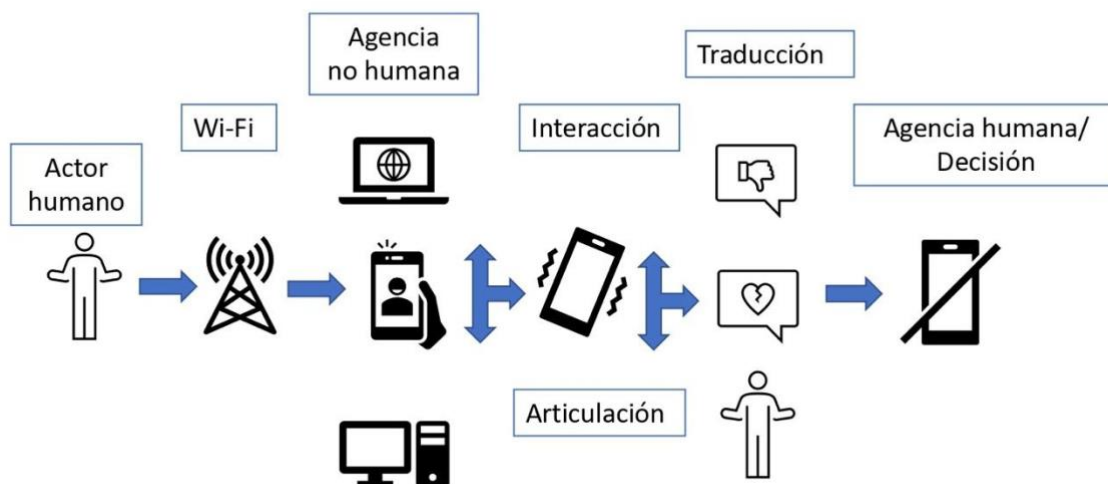 Actor
humano
Wi-Fi
Agencia
no humana
Interacción
Articulación
Traducción
Agencia humana/
Decisión